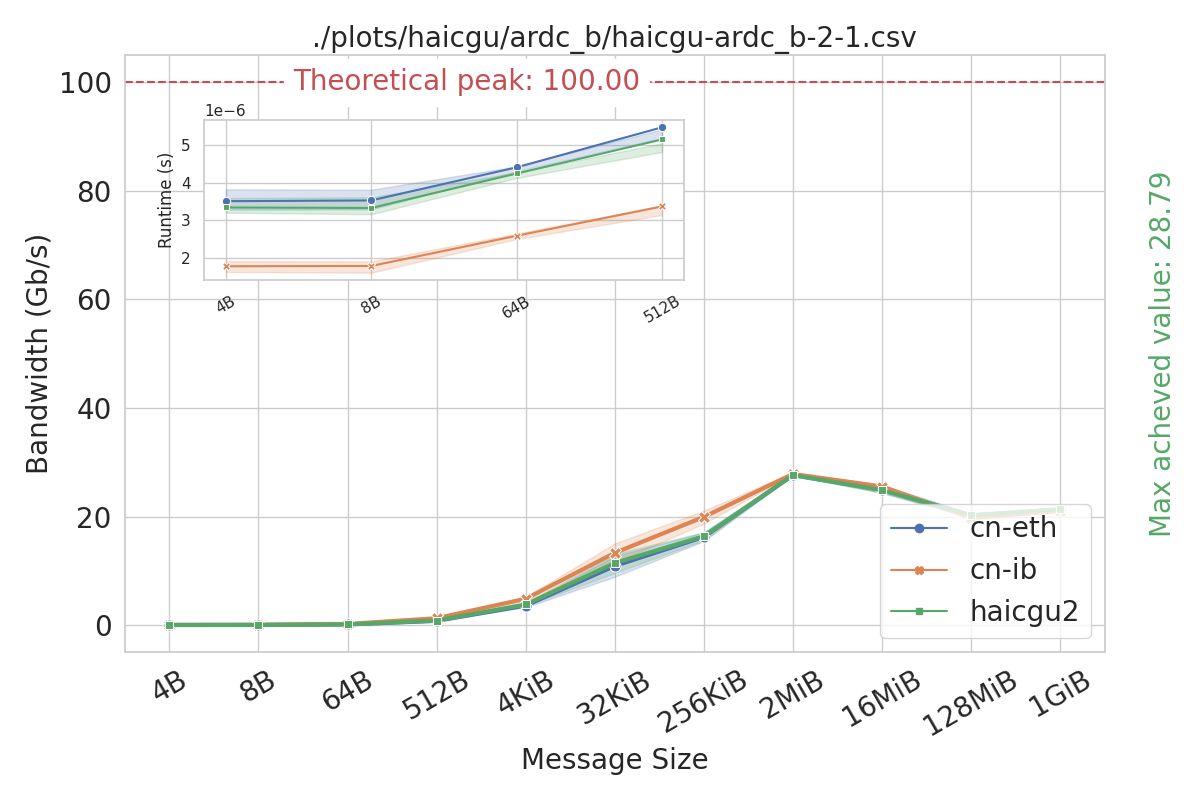 ./plots/haicgu/ardc_b/haicgu-ardc_b-2-1.csv
Theoretical peak: 100.00
100
80
60
40
20
0
Bandwidth (Gb/s)
1e−6
5
4
3
2
Runtime (s)
4B
8B
64B
512B
cn-eth
cn-ib
haicgu2
4B
8B
64B
512B
4KiB
32KiB
256KiB
2MiB
16MiB
128MiB
1GiB
Message Size
Max acheved value: 28.79